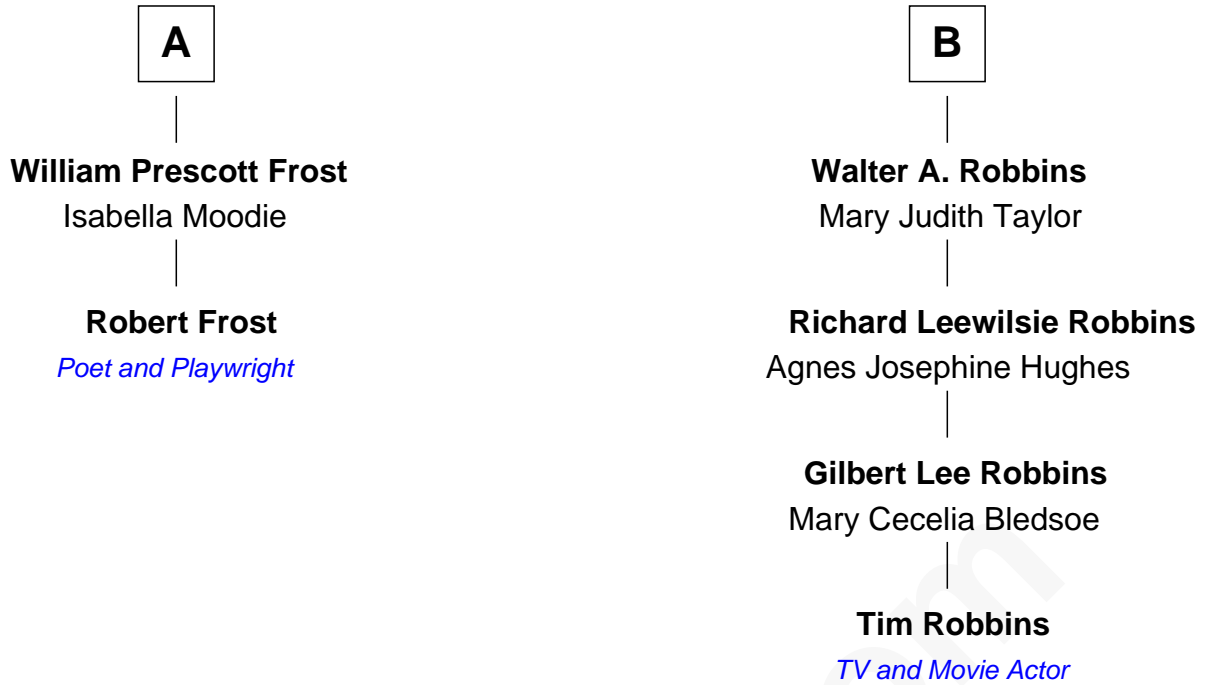 A
William Prescott Frost
Isabella Moodie
Robert Frost
Poet and Playwright
B
Walter A. Robbins
Mary Judith Taylor
Richard Leewilsie Robbins
Agnes Josephine Hughes
Gilbert Lee Robbins
Mary Cecelia Bledsoe
Tim Robbins
TV and Movie Actor